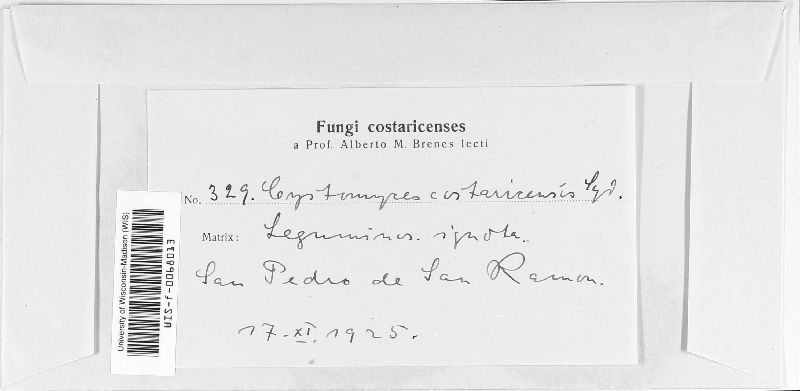 Fungi costaricenses
a Prof. Alberto M. Brenes lecti
No. 329. Cystomyces costaricensis Syd.
Matrix: Leguminos. ignota.
San Pedro de San Ramon.
17. XI. 1925.
University of Wisconsin-Madison (WIS)
WIS-f-0068013